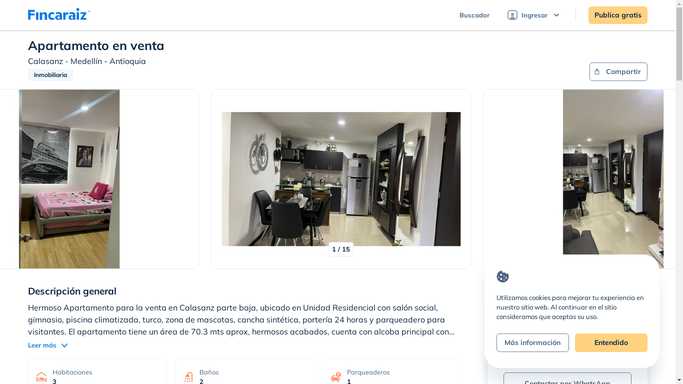 Fincaraiz
Buscador
Ingresar
Publica gratis
Apartamento en venta
Calasanz - Medellín - Antioquia
Inmobiliaria
Compartir
1 / 15
Descripción general
Hermoso Apartamento para la venta en Calasanz parte baja, ubicado en Unidad Residencial con salón social,
gimnasio, piscina climatizada, turco, zona de mascotas, cancha sintética, portería 24 horas y parqueadero para
visitantes. El apartamento tiene un área de 70.3 mts aprox, hermosos acabados, cuenta con alcoba principal con...
Leer más
Habitaciones
3
Baños
2
Parqueaderos
1
Utilizamos cookies para mejorar tu experiencia en
nuestro sitio web. Al continuar en el sitio
consideramos que aceptas su uso.
Más información
Entendido
Contactar por WhatsApp